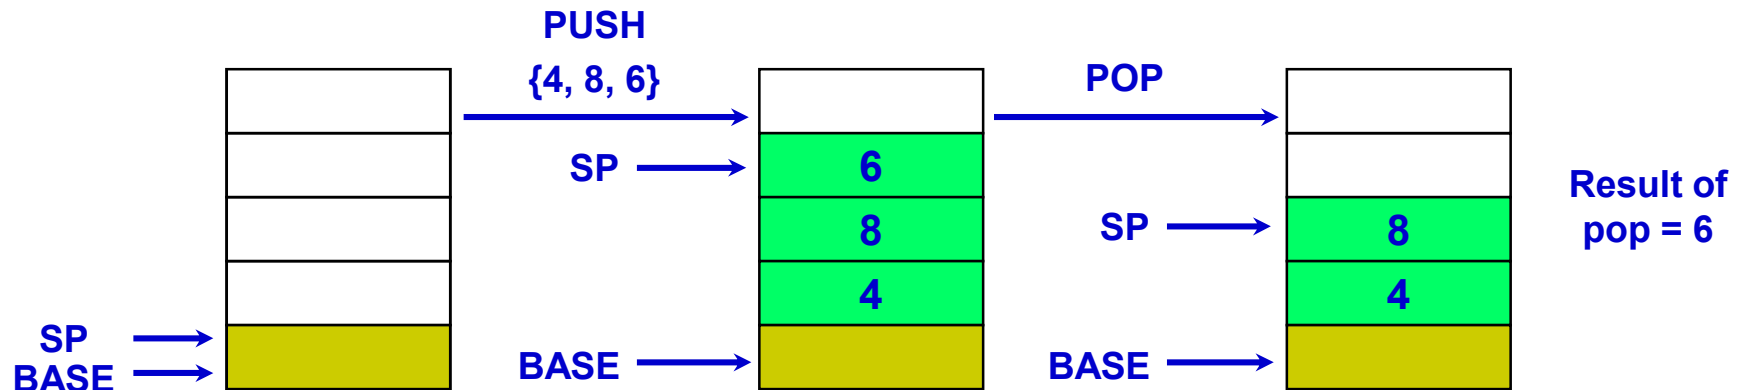 PUSH
{4, 8, 6}
POP
SP
6
Result of
pop = 6
8
SP
8
4
4
SP
BASE
BASE
BASE